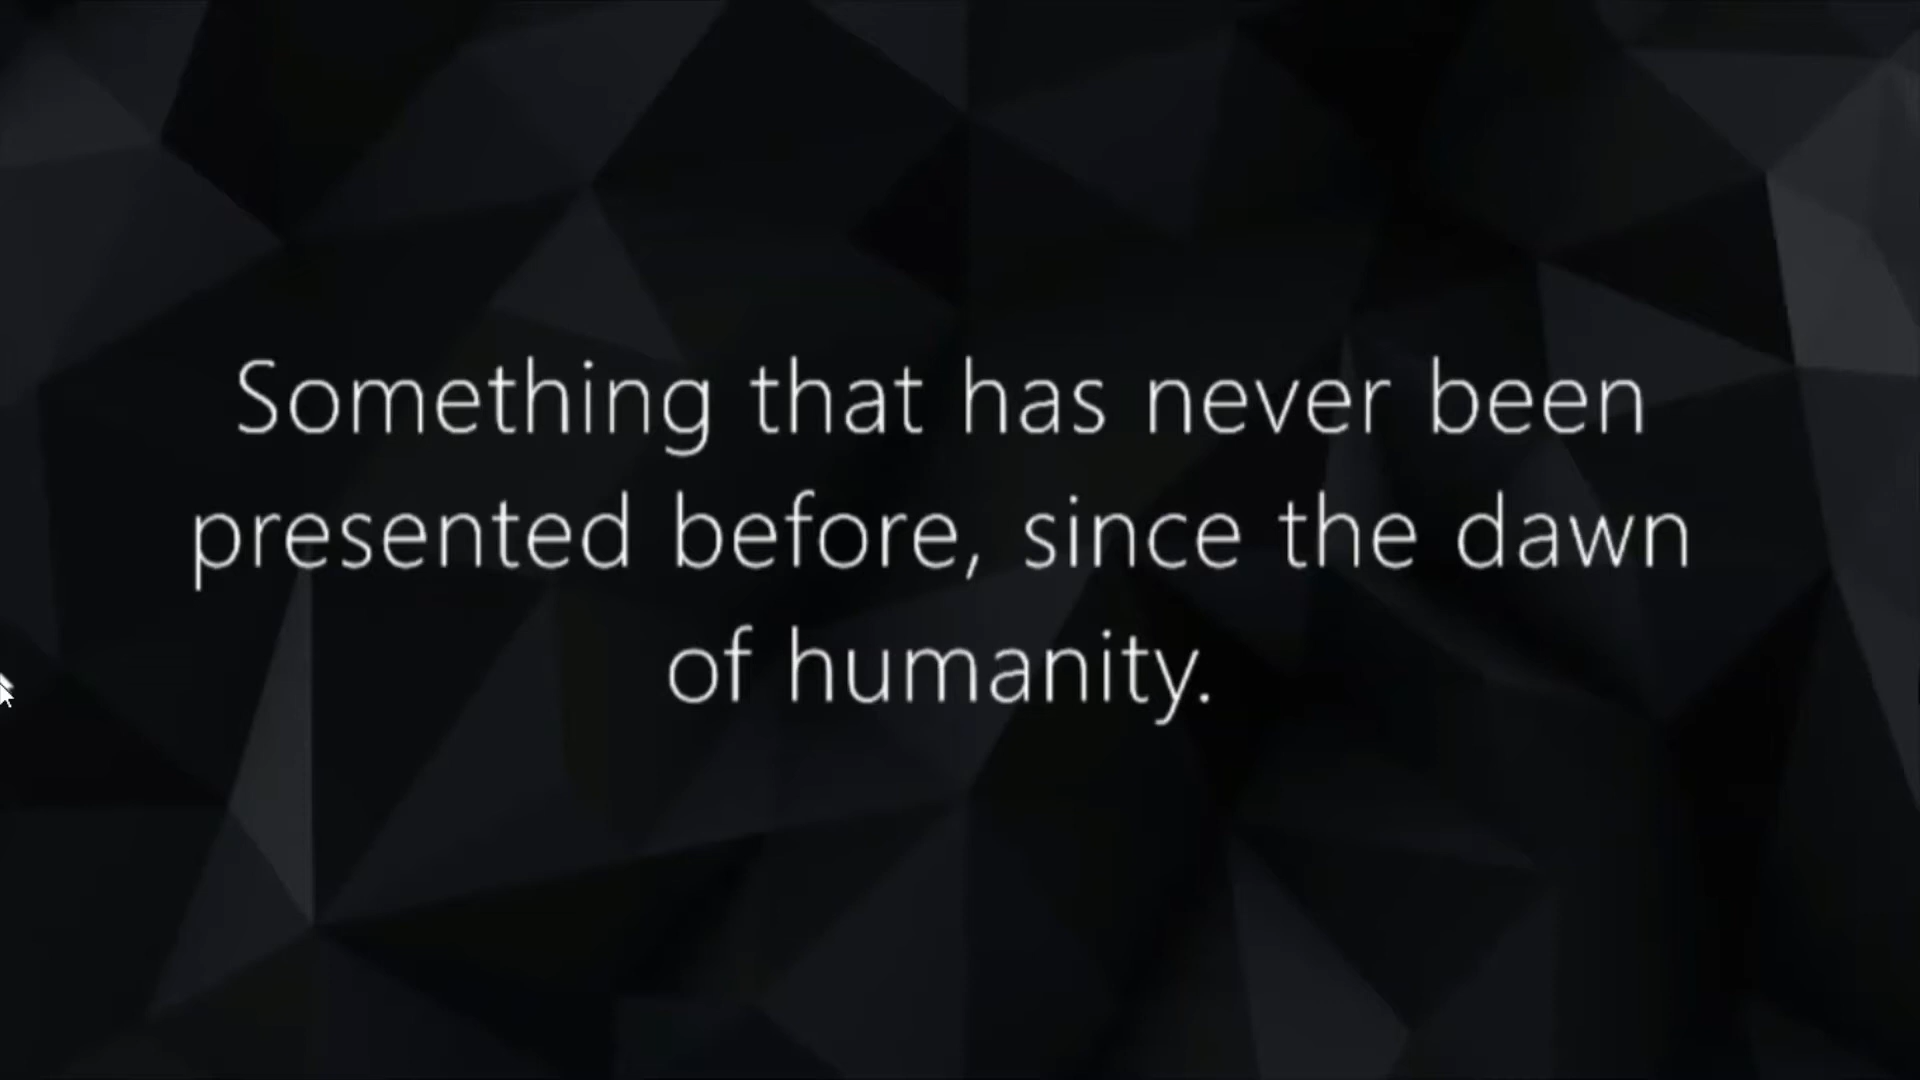 Something that has never been
presented before, since the dawn
of humanity.